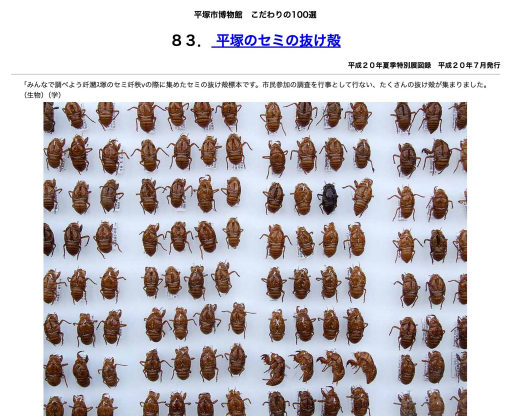 平塚市博物館　こだわりの100選
８３． 平塚のセミの抜け殻
平成２０年夏季特別展図録　平成２０年７月発行
「みんなで調べよう
塚のセミ
の際に集めたセミの抜け殻標本です。市民参加の調査を行事として行ない、たくさんの抜け殻が集まりました。
（生物）（学）